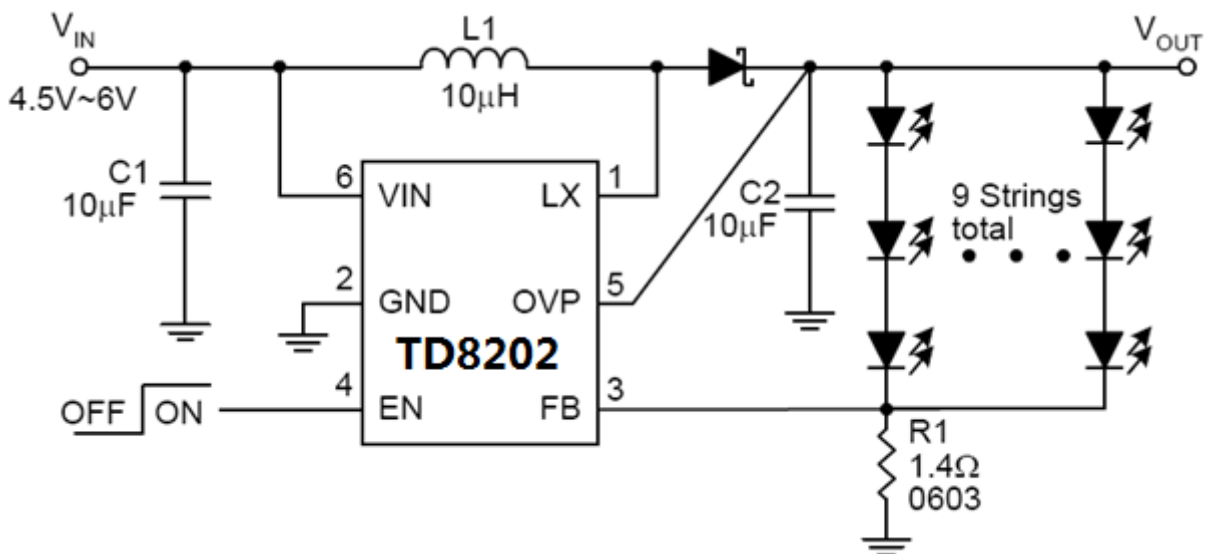 VIN
4.5V~6V
L1
10μH
VOUT
C1
10μF
6
VIN
LX
1
C2
10μF
9 Strings
total
2
GND
OVP
5
TD8202
OFF
ON
4
EN
FB
3
R1
1.4Ω
0603